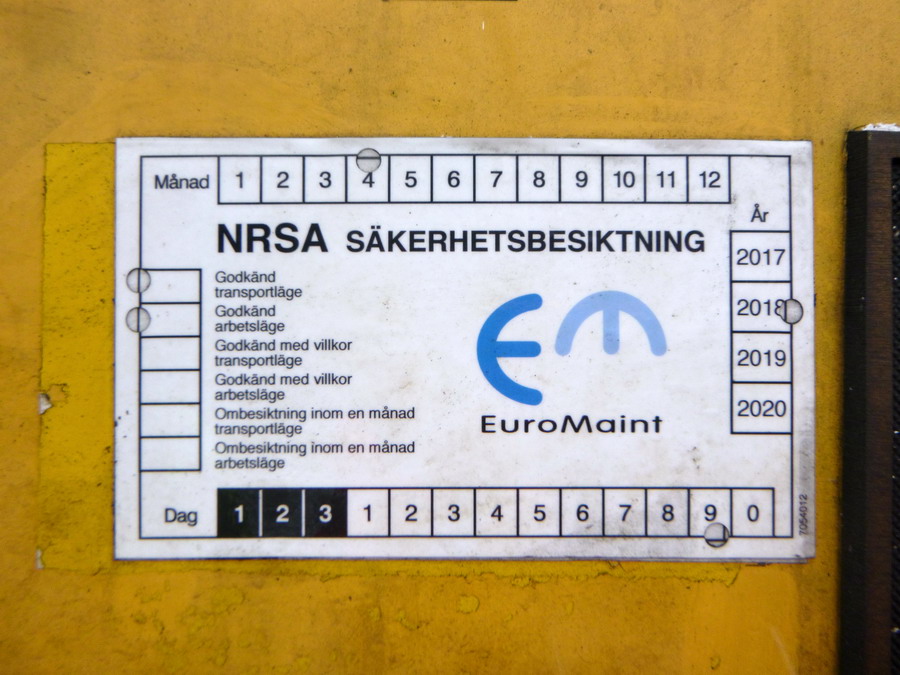 Månad 1 2 3 4 5 6 7 8 9 10 11 12
År
NRSA SÄKERHETSBESIKTNING
2017
2018
2019
2020
Godkänd
transportläge
Godkänd
arbetsläge
Godkänd med villkor
transportläge
Godkänd med villkor
arbetsläge
Ombesiktning inom en månad
transportläge
Ombesiktning inom en månad
arbetsläge
EuroMaint
Dag 1 2 3 1 2 3 4 5 6 7 8 9 0
7054012